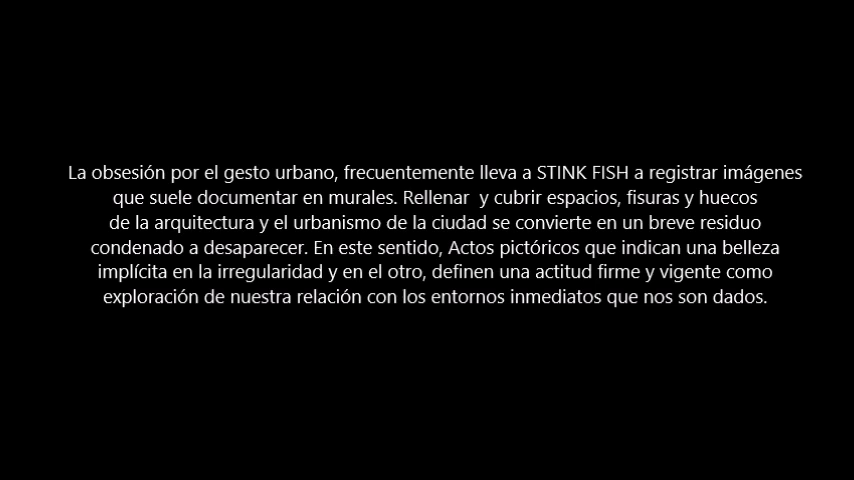 La obsesión por el gesto urbano, frecuentemente lleva a STINK FISH a registrar imágenes
que suele documentar en murales. Rellenar  y cubrir espacios, fisuras y huecos
de la arquitectura y el urbanismo de la ciudad se convierte en un breve residuo
condenado a desaparecer. En este sentido, Actos pictóricos que indican una belleza
implícita en la irregularidad y en el otro, definen una actitud firme y vigente como
exploración de nuestra relación con los entornos inmediatos que nos son dados.